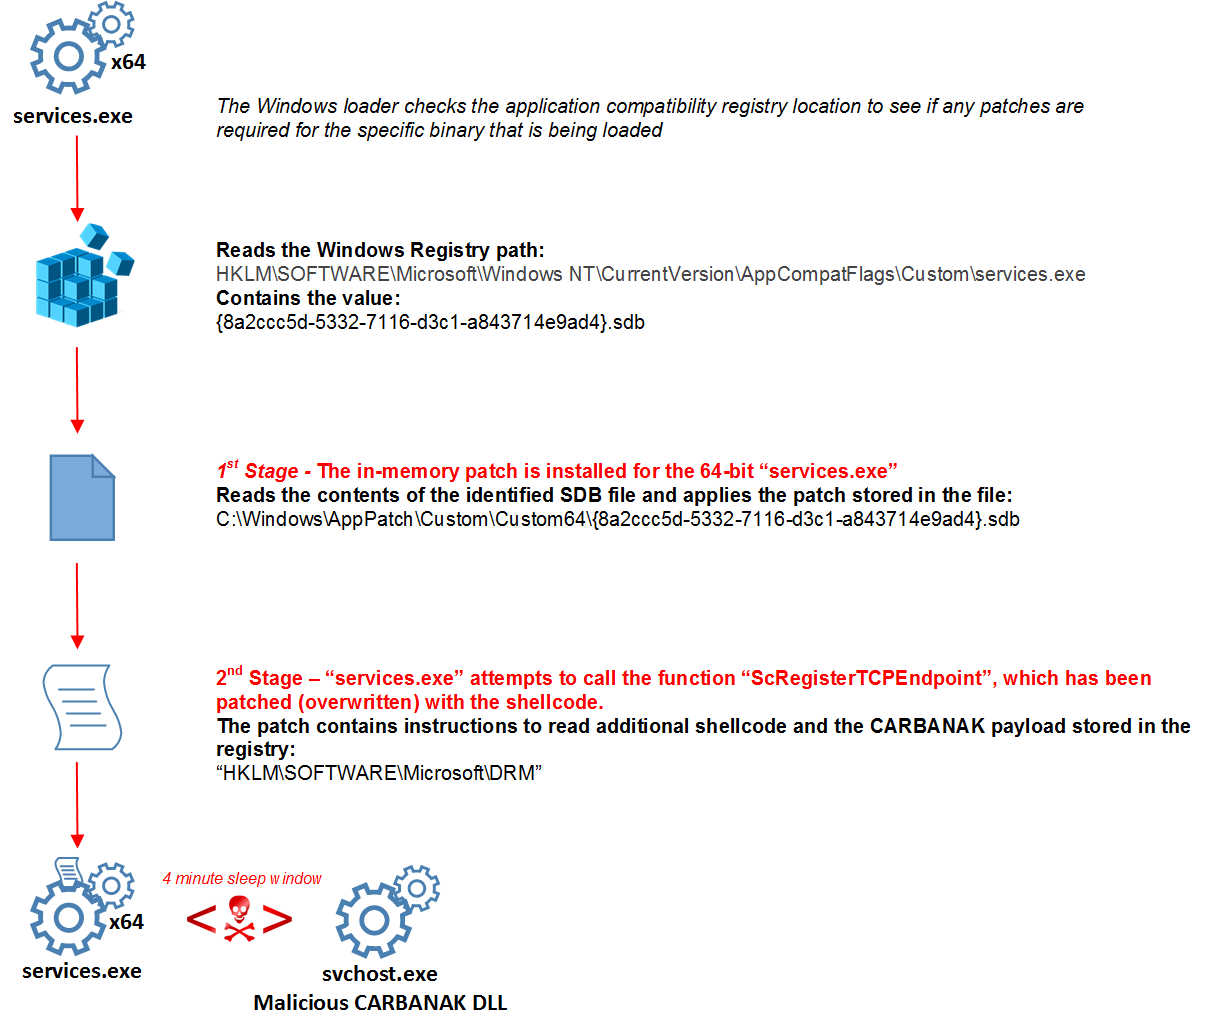 x64
services.exe
The Windows loader checks the application compatibility registry location to see if any patches are
required for the specific binary that is being loaded
Reads the Windows Registry path:
HKLM\SOFTWARE\Microsoft\Windows NT\CurrentVersion\AppCompatFlags\Custom\services.exe
Contains the value:
{8a2ccc5d-5332-7116-d3c1-a843714e9ad4}.sdb
1st Stage - The in-memory patch is installed for the 64-bit “services.exe”
Reads the contents of the identified SDB file and applies the patch stored in the file:
C:\Windows\AppPatch\Custom\Custom64\{8a2ccc5d-5332-7116-d3c1-a843714e9ad4}.sdb
2nd Stage – “services.exe” attempts to call the function “ScRegisterTCPEndpoint”, which has been
patched (overwritten) with the shellcode.
The patch contains instructions to read additional shellcode and the CARBANAK payload stored in the
registry:
“HKLM\SOFTWARE\Microsoft\DRM”
4 minute sleep window
x64
services.exe
svchost.exe
Malicious CARBANAK DLL